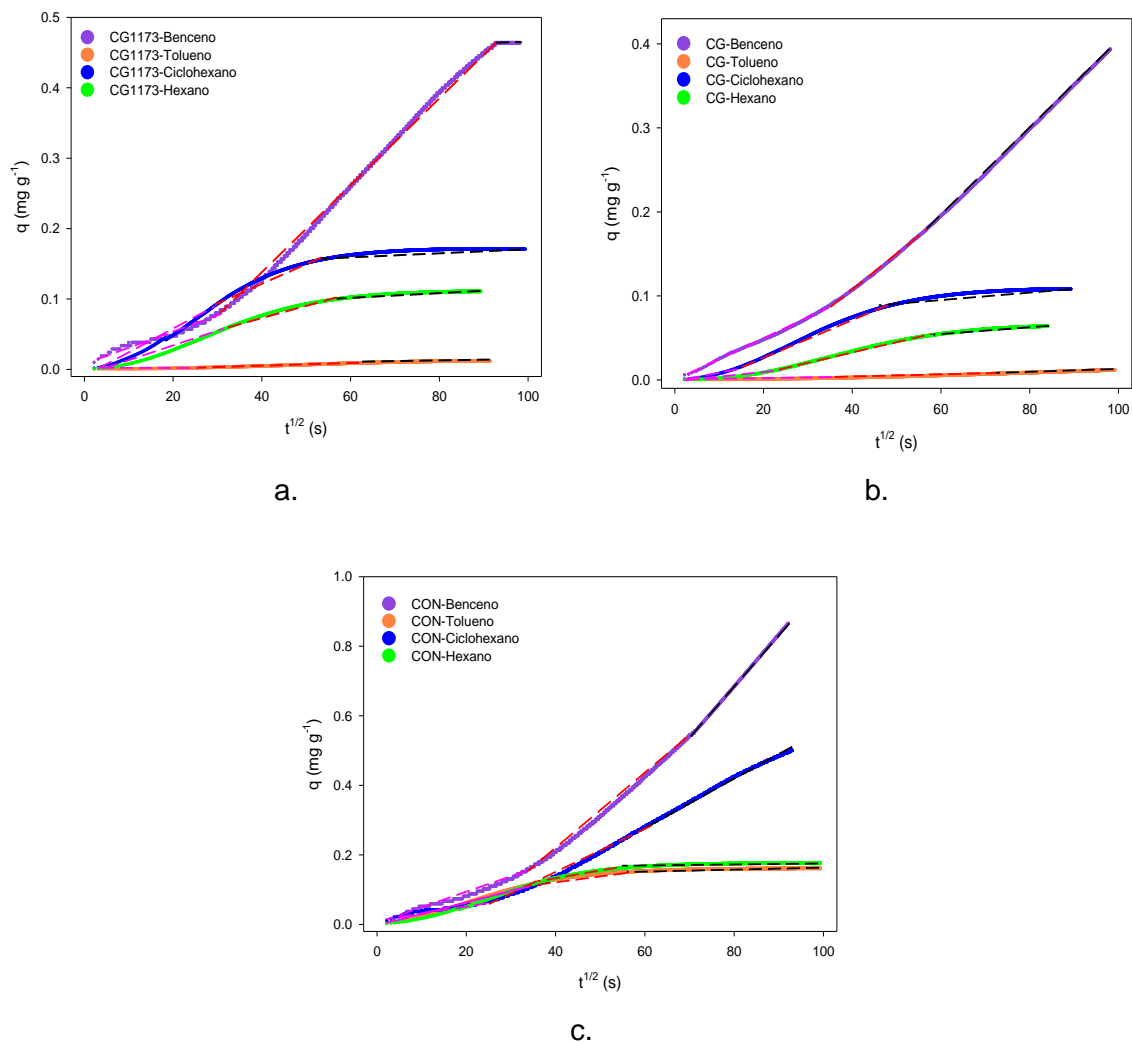 CG1173-Benceno
CG1173-Tolueno
CG1173-Ciclohexano
CG1173-Hexano
q (mg g⁻¹)
0.5
0.4
0.3
0.2
0.1
0.0
0 20 40 60 80 100
t^1/2 (s)
a.
CG-Benceno
CG-Tolueno
CG-Ciclohexano
CG-Hexano
q (mg g⁻¹)
0.4
0.3
0.2
0.1
0.0
0 20 40 60 80 100
t^1/2 (s)
b.
CON-Benceno
CON-Tolueno
CON-Ciclohexano
CON-Hexano
q (mg g⁻¹)
1.0
0.8
0.6
0.4
0.2
0.0
0 20 40 60 80 100
t^1/2 (s)
c.